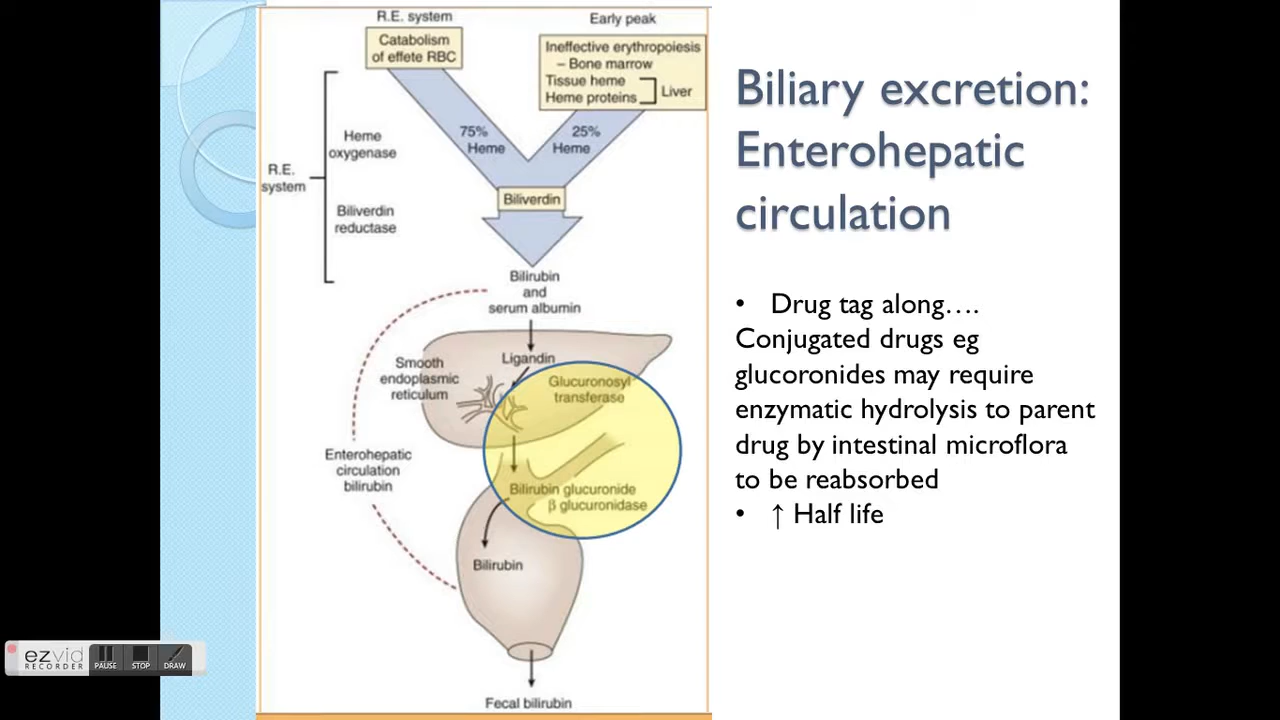 R.E. system
Catabolism
of effete RBC
Early peak
Ineffective erythropoiesis
– Bone marrow
Tissue heme
Heme proteins
Liver
75%
Heme
25%
Heme
Heme
oxygenase
R.E.
system
Biliverdin
reductase
Biliverdin
Bilirubin
and
serum albumin
Ligandin
Smooth
endoplasmic
reticulum
Glucuronosyl
transferase
Enterohepatic
circulation
bilirubin
Bilirubin glucuronide
β glucuronidase
Bilirubin
Fecal bilirubin
Biliary excretion:
Enterohepatic
circulation
• Drug tag along....
Conjugated drugs eg
glucoronides may require
enzymatic hydrolysis to parent
drug by intestinal microflora
to be reabsorbed
• ↑ Half life
ezvid
RECORDER
PAUSE
STOP
DRAW